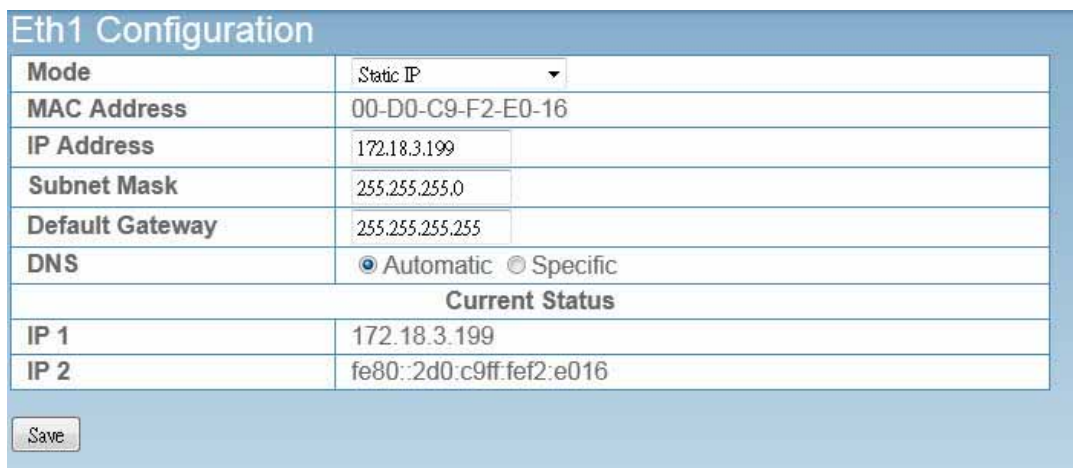 Eth1 Configuration
Mode Static IP
MAC Address 00-D0-C9-F2-E0-16
IP Address 172.18.3.199
Subnet Mask 255.255.255.0
Default Gateway 255.255.255.255
DNS Automatic Specific
Current Status
IP 1 172.18.3.199
IP 2 fe80::2d0:c9ff:fef2:e016
Save